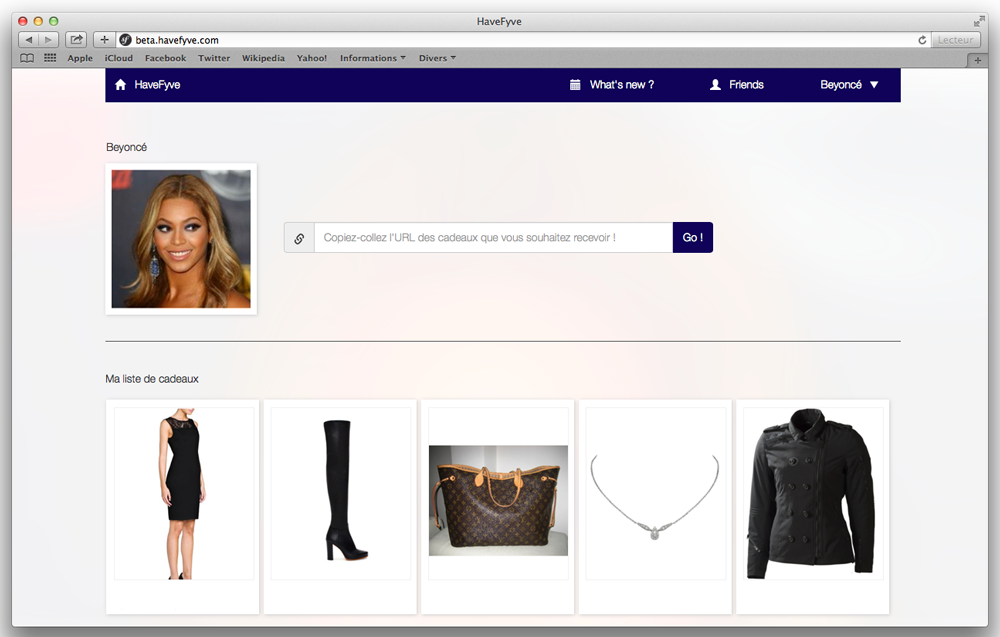 HaveFyve
beta.havefyve.com
Lecteur
Apple iCloud Facebook Twitter Wikipedia Yahoo! Informations Divers
HaveFyve What's new ? Friends Beyoncé
Beyoncé
Copiez-collez l'URL des cadeaux que vous souhaitez recevoir ! Go !
Ma liste de cadeaux